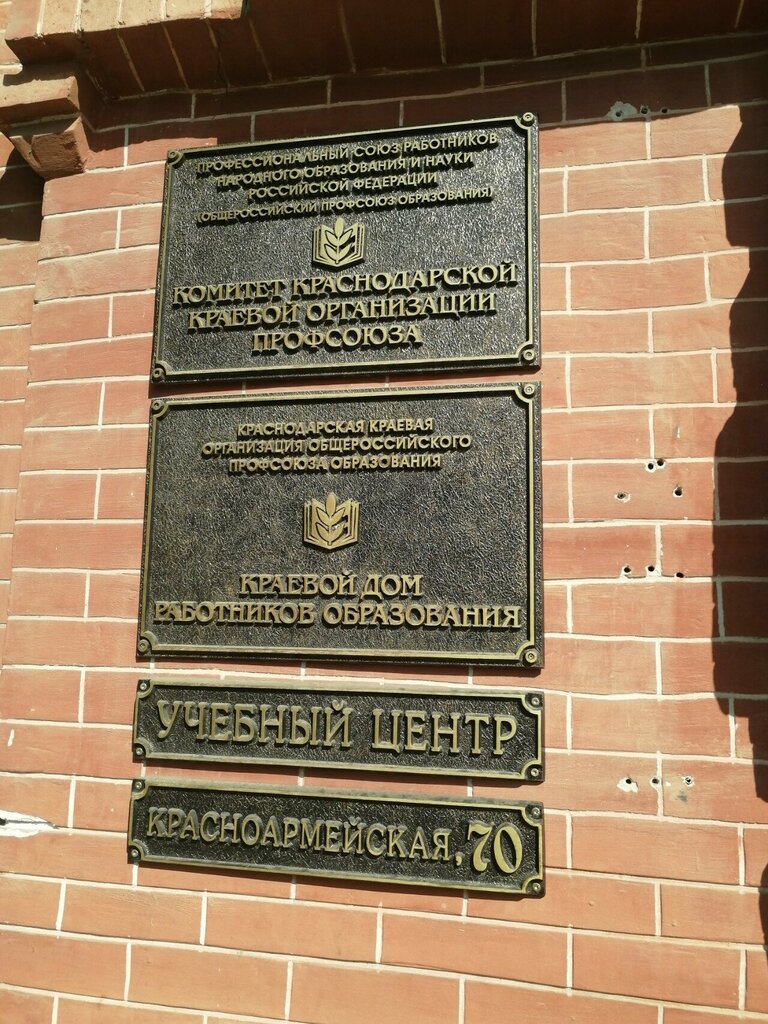 ПРОФЕССИОНАЛЬНЫЙ СОЮЗ РАБОТНИКОВ
НАРОДНОГО ОБРАЗОВАНИЯ И НАУКИ
РОССИЙСКОЙ ФЕДЕРАЦИИ
(ОБЩЕРОССИЙСКИЙ ПРОФСОЮЗ ОБРАЗОВАНИЯ)
КОМИТЕТ КРАСНОДАРСКОЙ
КРАЕВОЙ ОРГАНИЗАЦИИ
ПРОФСОЮЗА
КРАСНОДАРСКАЯ КРАЕВАЯ
ОРГАНИЗАЦИЯ ОБЩЕРОССИЙСКОГО
ПРОФСОЮЗА ОБРАЗОВАНИЯ
КРАЕВОЙ ДОМ
РАБОТНИКОВ ОБРАЗОВАНИЯ
УЧЕБНЫЙ ЦЕНТР
КРАСНОАРМЕЙСКАЯ, 70